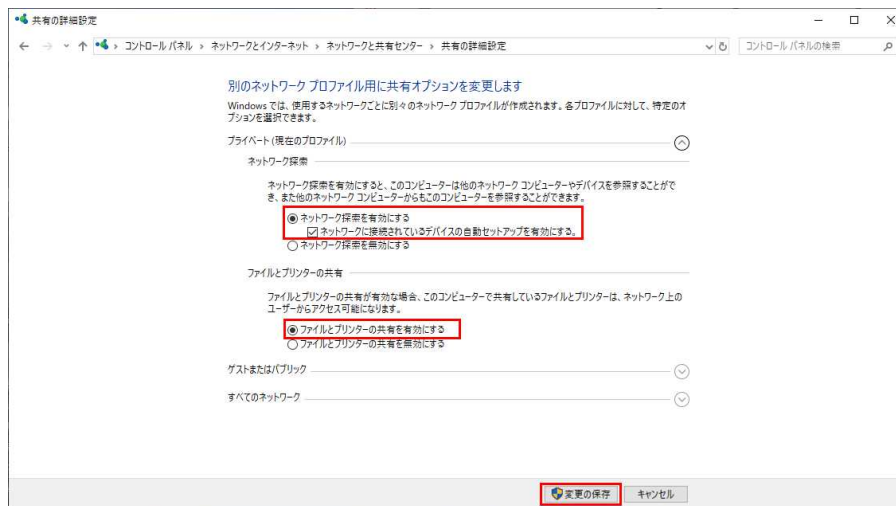 共有の詳細設定
コントロール パネル > ネットワークとインターネット > ネットワークと共有センター > 共有の詳細設定
コントロール パネルの検索
別のネットワーク プロファイル用に共有オプションを変更します
Windows では、使用するネットワークごとに別々のネットワーク プロファイルが作成されます。各プロファイルに対して、特定のオ
プションを選択できます。
プライベート (現在のプロファイル)
ネットワーク探索
ネットワーク探索を有効にすると、このコンピューターは他のネットワーク コンピューターやデバイスを参照することがで
き、また他のネットワーク コンピューターからもこのコンピューターを参照することができます。
ネットワーク探索を有効にする
ネットワークに接続されているデバイスの自動セットアップを有効にする。
ネットワーク探索を無効にする
ファイルとプリンターの共有
ファイルとプリンターの共有が有効な場合、このコンピューターで共有しているファイルとプリンターは、ネットワーク上の
ユーザーからアクセス可能になります。
ファイルとプリンターの共有を有効にする
ファイルとプリンターの共有を無効にする
ゲストまたはパブリック
すべてのネットワーク
変更の保存
キャンセル